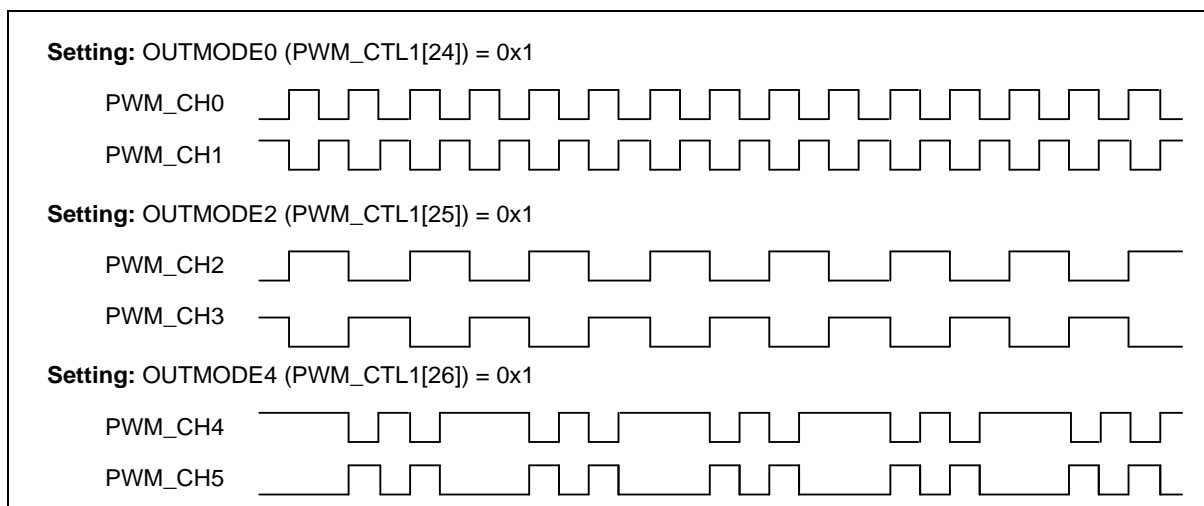 Setting: OUTMODE0 (PWM_CTL1[24]) = 0x1
PWM_CH0
PWM_CH1
Setting: OUTMODE2 (PWM_CTL1[25]) = 0x1
PWM_CH2
PWM_CH3
Setting: OUTMODE4 (PWM_CTL1[26]) = 0x1
PWM_CH4
PWM_CH5